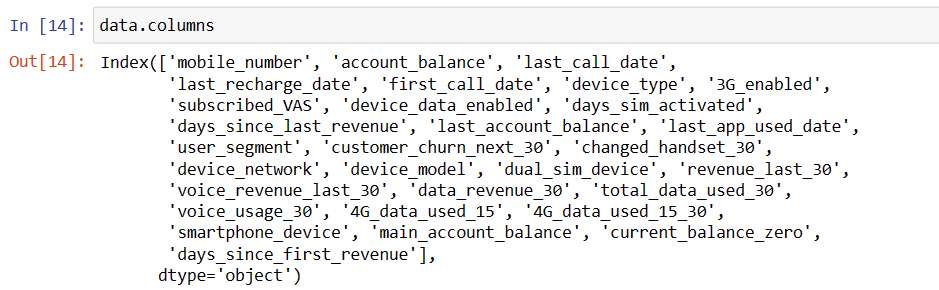 In [14]: data.columns
Out[14]: Index(['mobile_number', 'account_balance', 'last_call_date',
'last_recharge_date', 'first_call_date', 'device_type', '3G_enabled',
'subscribed_VAS', 'device_data_enabled', 'days_sim_activated',
'days_since_last_revenue', 'last_account_balance', 'last_app_used_date',
'user_segment', 'customer_churn_next_30', 'changed_handset_30',
'device_network', 'device_model', 'dual_sim_device', 'revenue_last_30',
'voice_revenue_last_30', 'data_revenue_30', 'total_data_used_30',
'voice_usage_30', '4G_data_used_15', '4G_data_used_15_30',
'smartphone_device', 'main_account_balance', 'current_balance_zero',
'days_since_first_revenue'],
dtype='object')